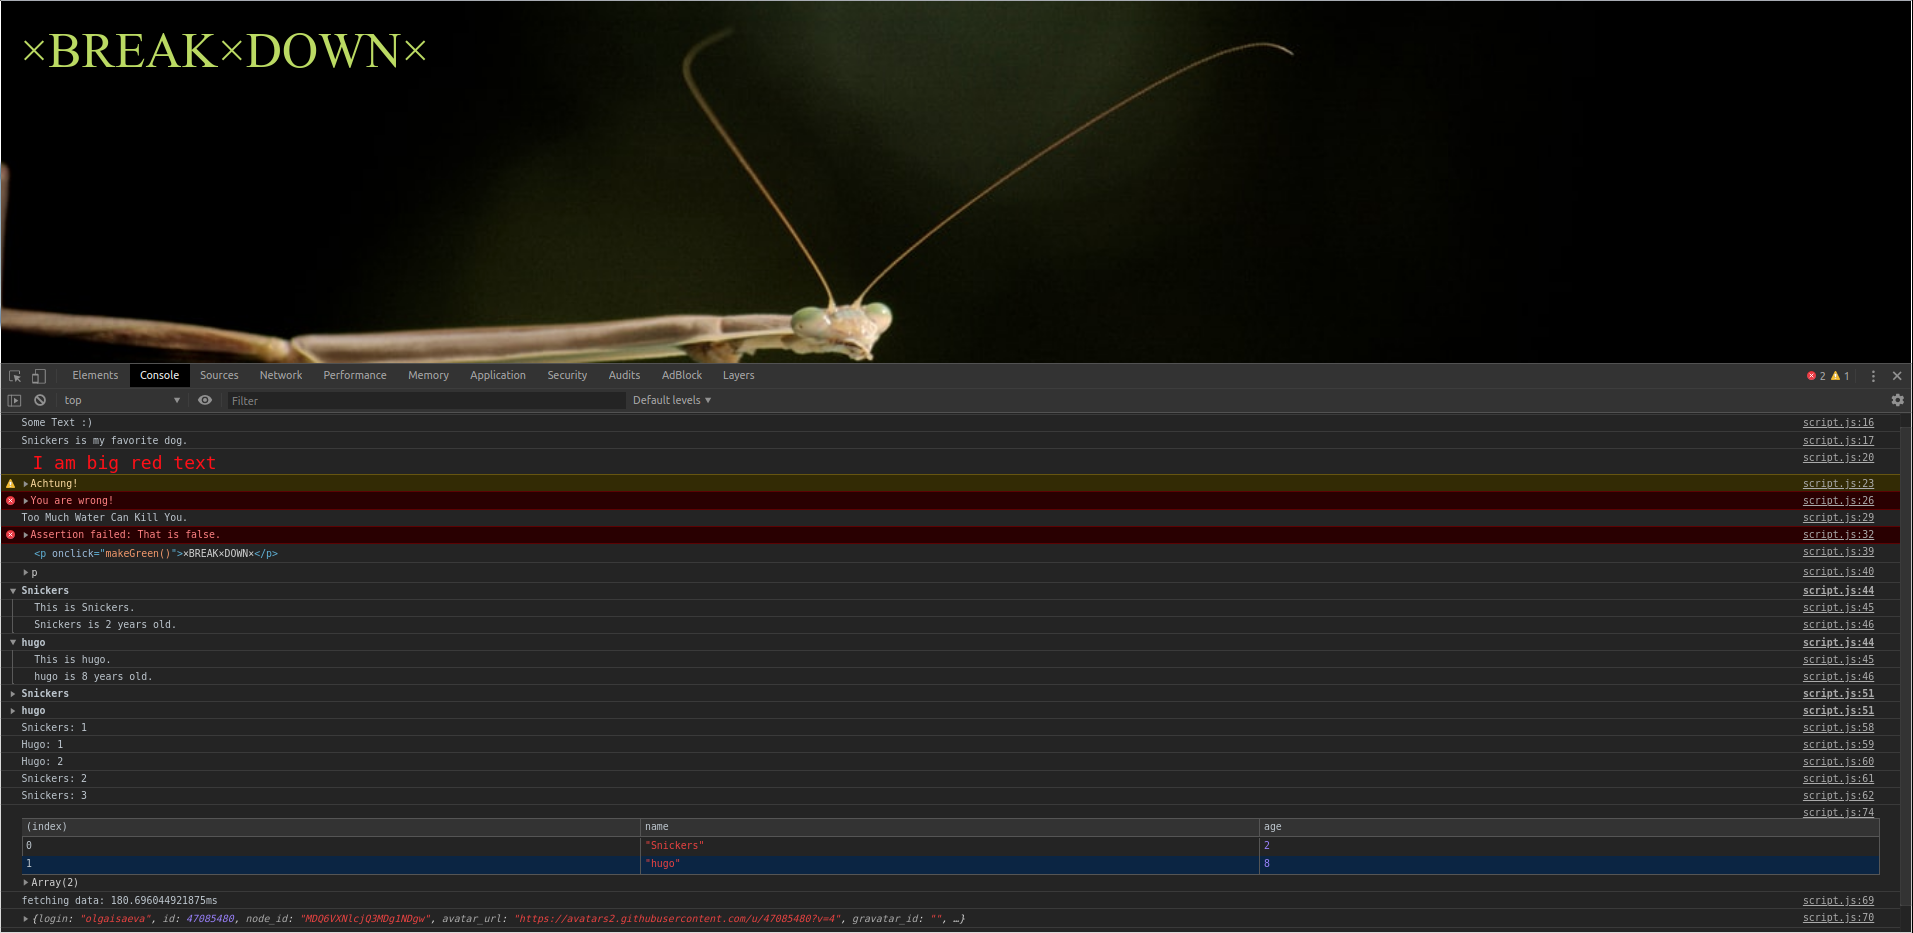 ×BREAK×DOWN×
Elements Console Sources Network Performance Memory Application Security Audits AdBlock Layers 2 1
top Filter Default levels
Some Text :) script.js:16
Snickers is my favorite dog. script.js:17
I am big red text script.js:20
Achtung! script.js:23
You are wrong! script.js:26
Too Much Water Can Kill You. script.js:29
Assertion failed: That is false. script.js:32
<p onclick="makeGreen()">×BREAK×DOWN×</p> script.js:39
p script.js:40
Snickers script.js:44
This is Snickers. script.js:45
Snickers is 2 years old. script.js:46
hugo script.js:44
This is hugo. script.js:45
hugo is 8 years old. script.js:46
Snickers script.js:51
hugo script.js:51
Snickers: 1 script.js:58
Hugo: 1 script.js:59
Hugo: 2 script.js:60
Snickers: 2 script.js:61
Snickers: 3 script.js:62
script.js:74
(index) name age
0 "Snickers" 2
1 "hugo" 8
Array(2)
fetching data: 180.696044921875ms script.js:69
{login: "olgaisaeva", id: 47085480, node_id: "MDQ6VXNlcjQ3MDg1NDgw", avatar_url: "https://avatars2.githubusercontent.com/u/47085480?v=4", gravatar_id: "", …} script.js:70